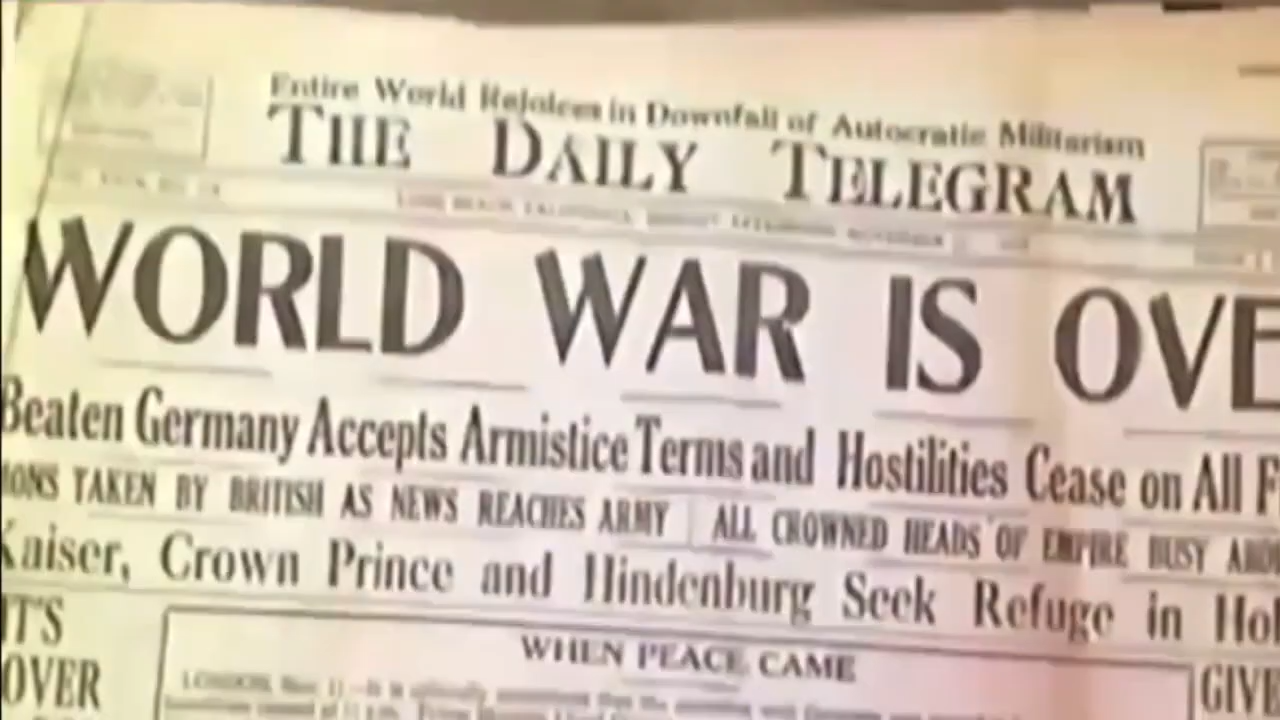 Entire World Rejoices in Downfall of Autocratic Militarism
THE DAILY TELEGRAM
WORLD WAR IS OVE
Beaten Germany Accepts Armistice Terms and Hostilities Cease on All F
IONS TAKEN BY BRITISH AS NEWS REACHES ARMY
ALL CROWNED HEADS OF EMPIRE BUSY
Kaiser, Crown Prince and Hindenburg Seek Refuge in Hol
IT'S
OVER
WHEN PEACE CAME
GIVE